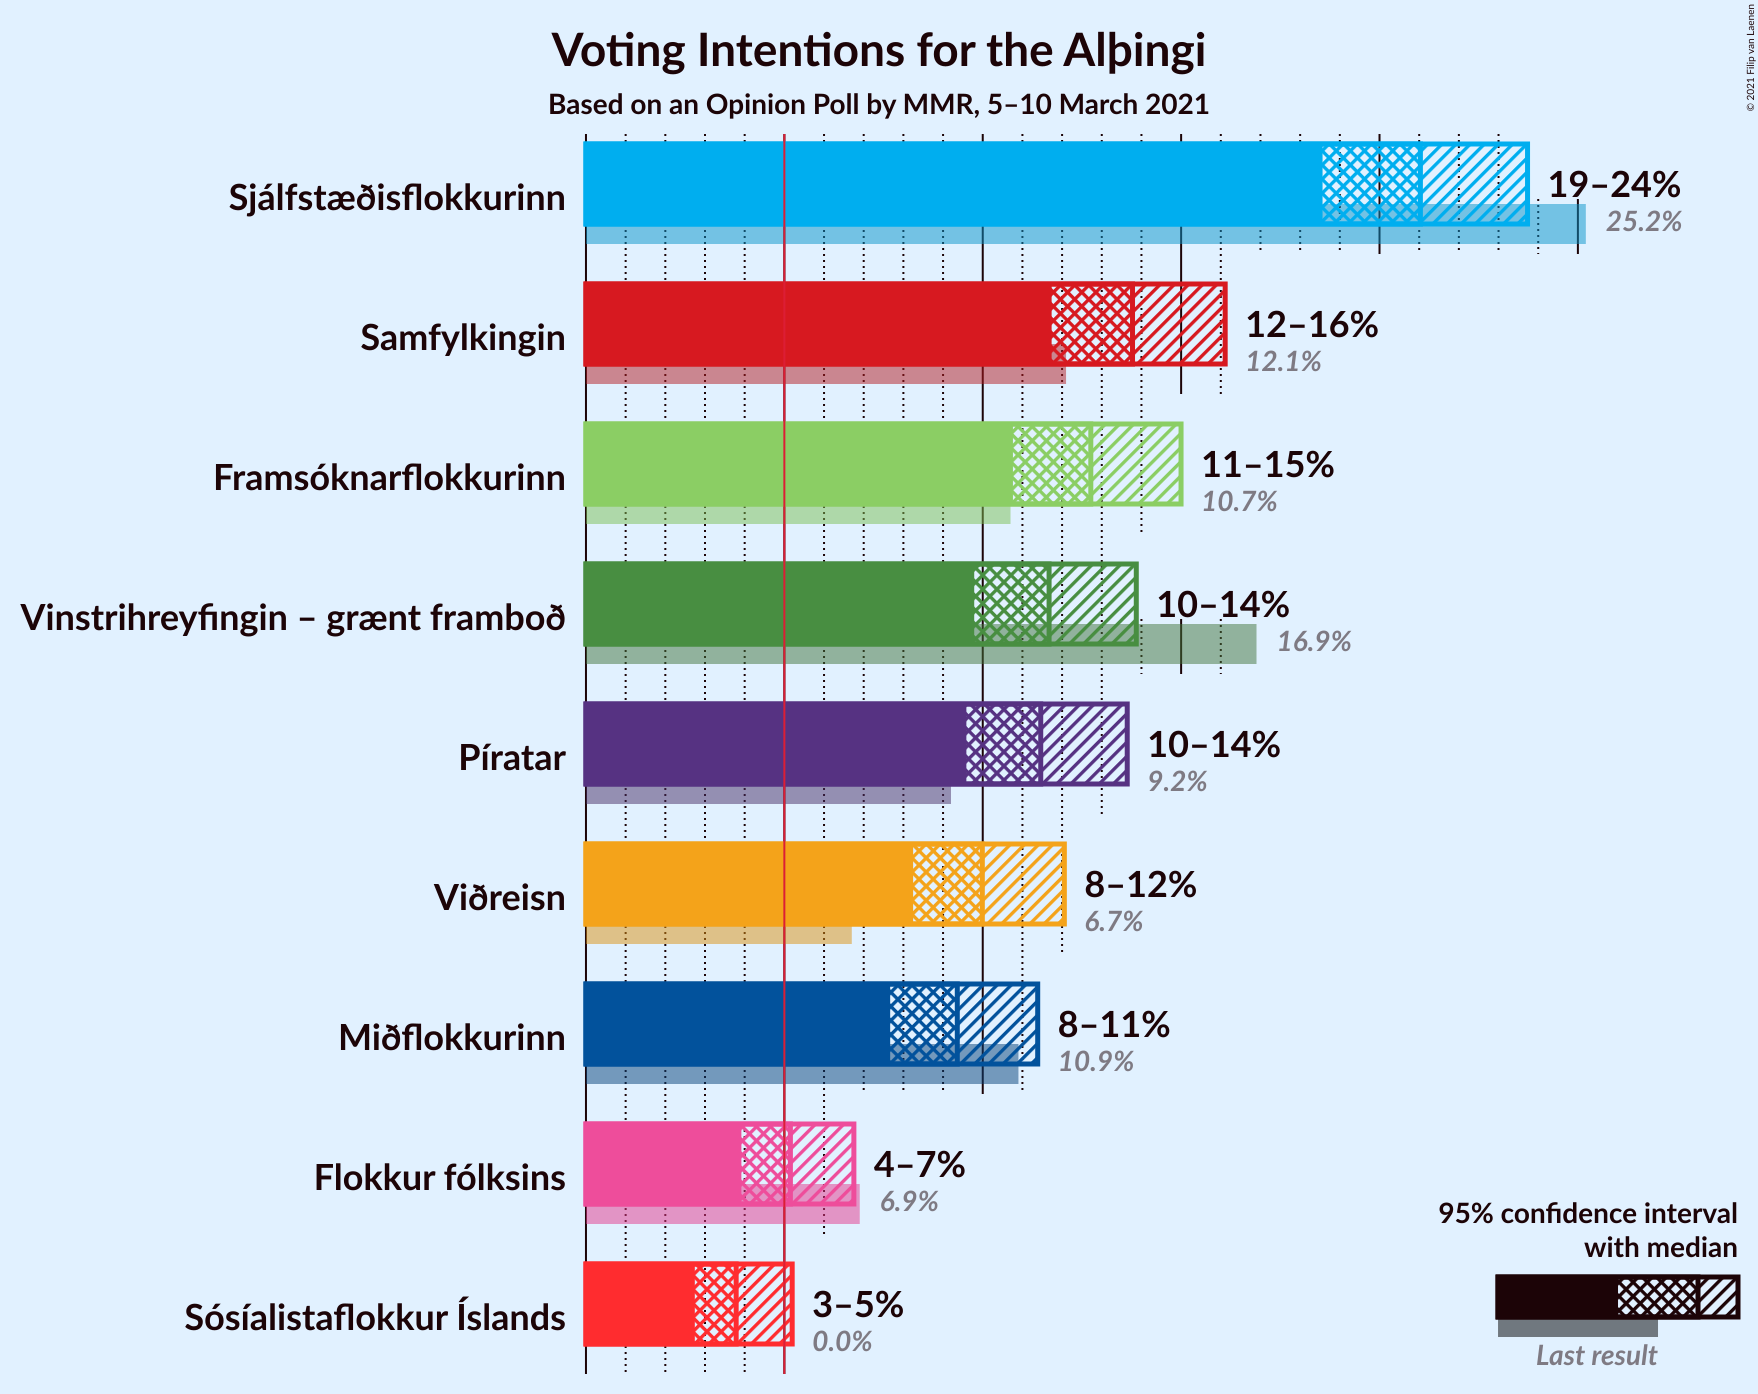 Voting Intentions for the Alþingi
Based on an Opinion Poll by MMR, 5–10 March 2021
© 2021 Filip van Laenen
Sjálfstæðisflokkurinn
19–24%
25.2%
Samfylkingin
12–16%
12.1%
Framsóknarflokkurinn
11–15%
10.7%
Vinstrihreyfingin – grænt framboð
10–14%
16.9%
Píratar
10–14%
9.2%
Viðreisn
8–12%
6.7%
Miðflokkurinn
8–11%
10.9%
Flokkur fólksins
4–7%
6.9%
Sósíalistaflokkur Íslands
3–5%
0.0%
95% confidence interval
with median
Last result